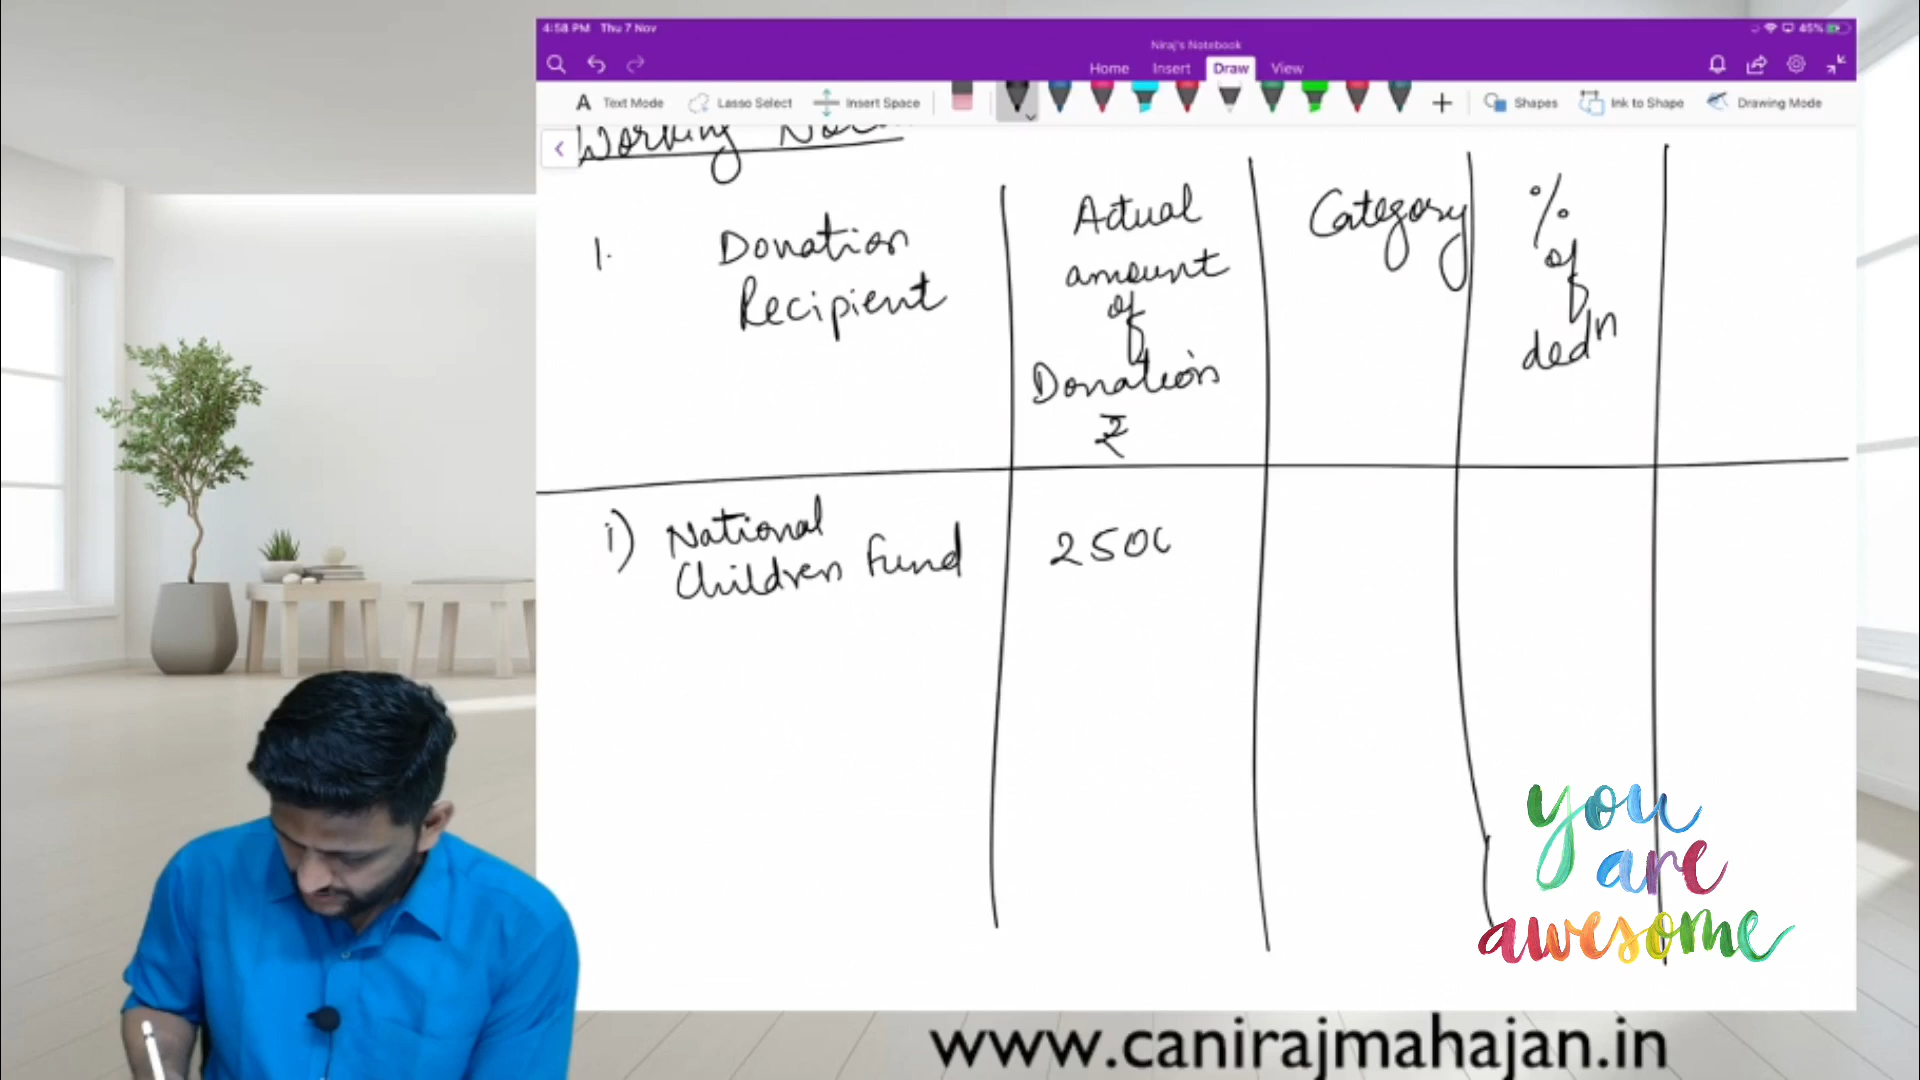 4:58 PM Thu 7 Nov
45%
Niraj's Notebook
Home Insert Draw View
A Text Mode Lasso Select Insert Space + Shapes Ink to Shape Drawing Mode
Working
1. Donation Recipient
Actual
amount
of
Donation
₹
Category
%
of
dedn
i) National
Children Fund
2500
you
are
awesome
www.canirajmahajan.in